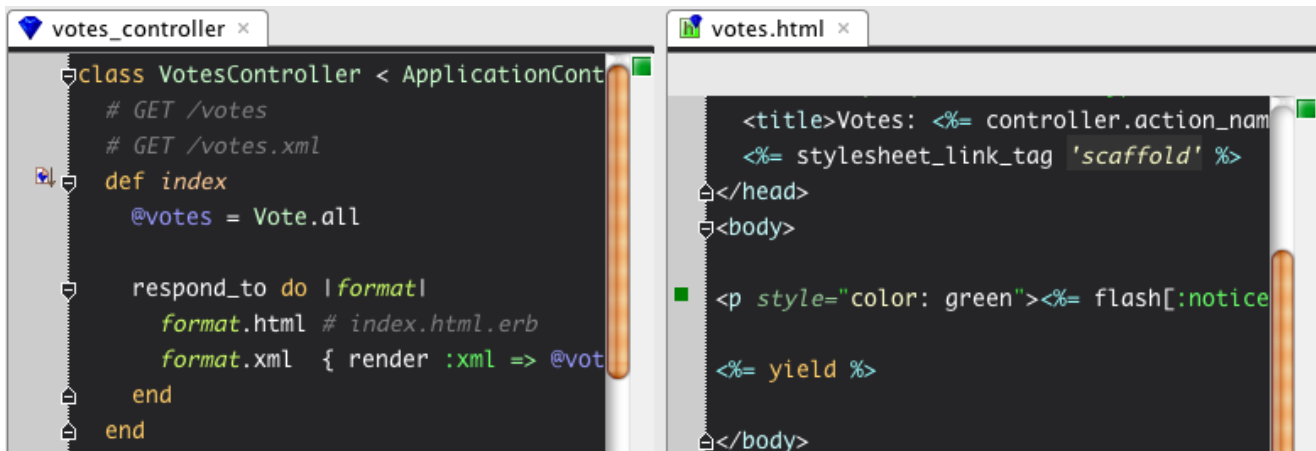 votes_controller
class VotesController < ApplicationCont
# GET /votes
# GET /votes.xml
def index
@votes = Vote.all
respond_to do |format|
format.html # index.html.erb
format.xml { render :xml => @vot
end
end
votes.html
<title>Votes: <%= controller.action_nam
<%= stylesheet_link_tag 'scaffold' %>
</head>
<body>
<p style="color: green"><%= flash[:notice
<%= yield %>
</body>